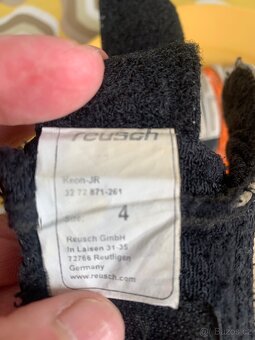 reusch
Keon-JR
32 72 871-261
Size: 4
Reusch GmbH
In Laisen 31-35
72766 Reutligen
Germany
www.reusch.com